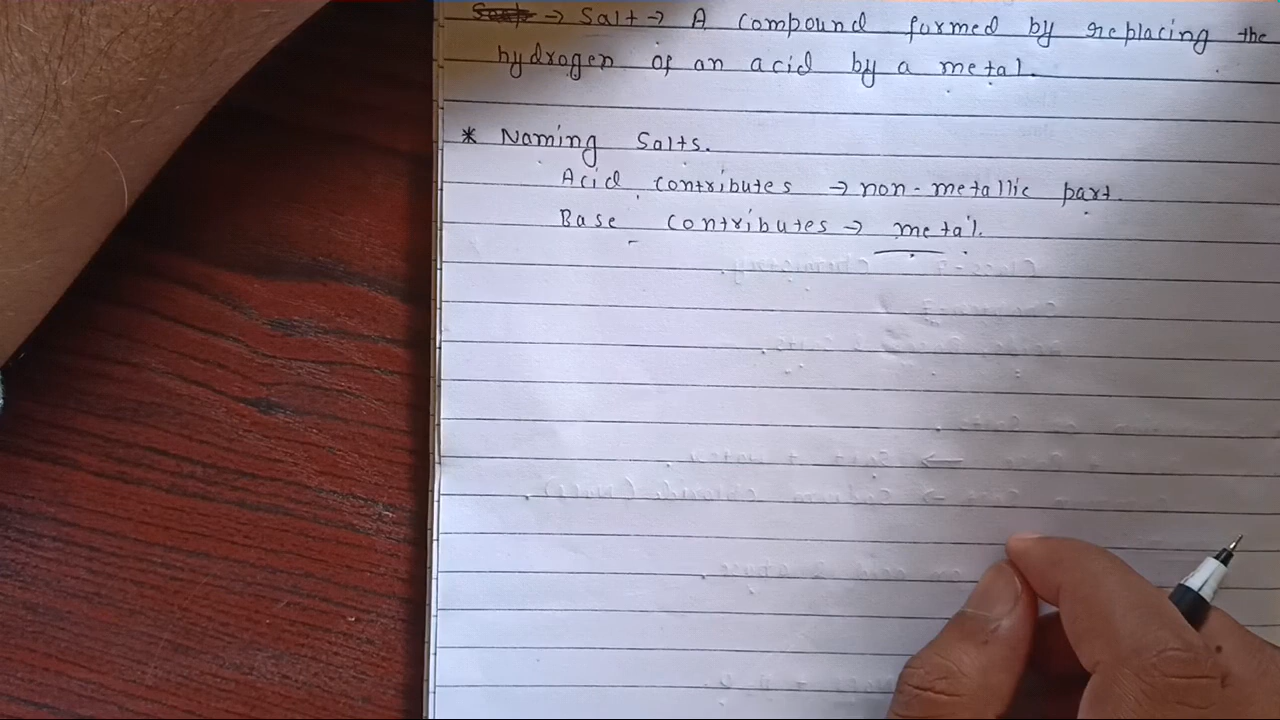 → Salt → A compound formed by replacing the
hydrogen of an acid by a metal.
* Naming Salts.
Acid contributes → non-metallic part.
Base contributes → metal.